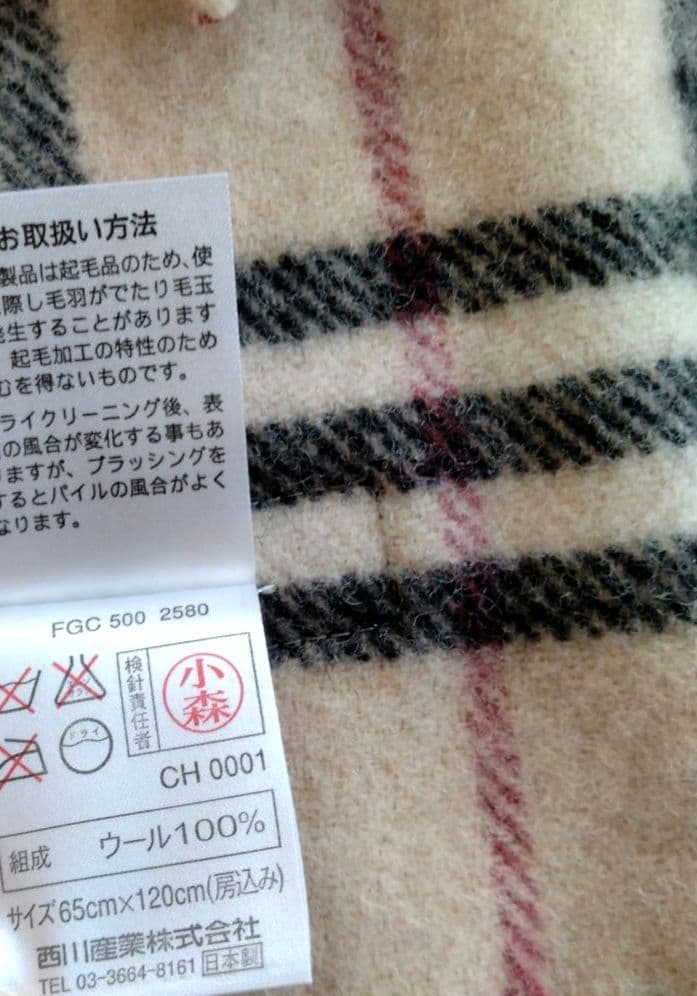 お取扱い方法
製品は起毛品のため、使
際し毛羽がでたり毛玉
発生することがあります
、起毛加工の特性のため
むを得ないものです。
ライクリーニング後、表
の風合が変化する事もあ
りますが、ブラッシングを
するとパイルの風合がよく
なります。
FGC 500 2580
検針責任者
小森
ドライ
CH 0001
組成 ウール100%
サイズ65cm×120cm(房込み)
西川産業株式会社
TEL 03-3664-8161 日本製